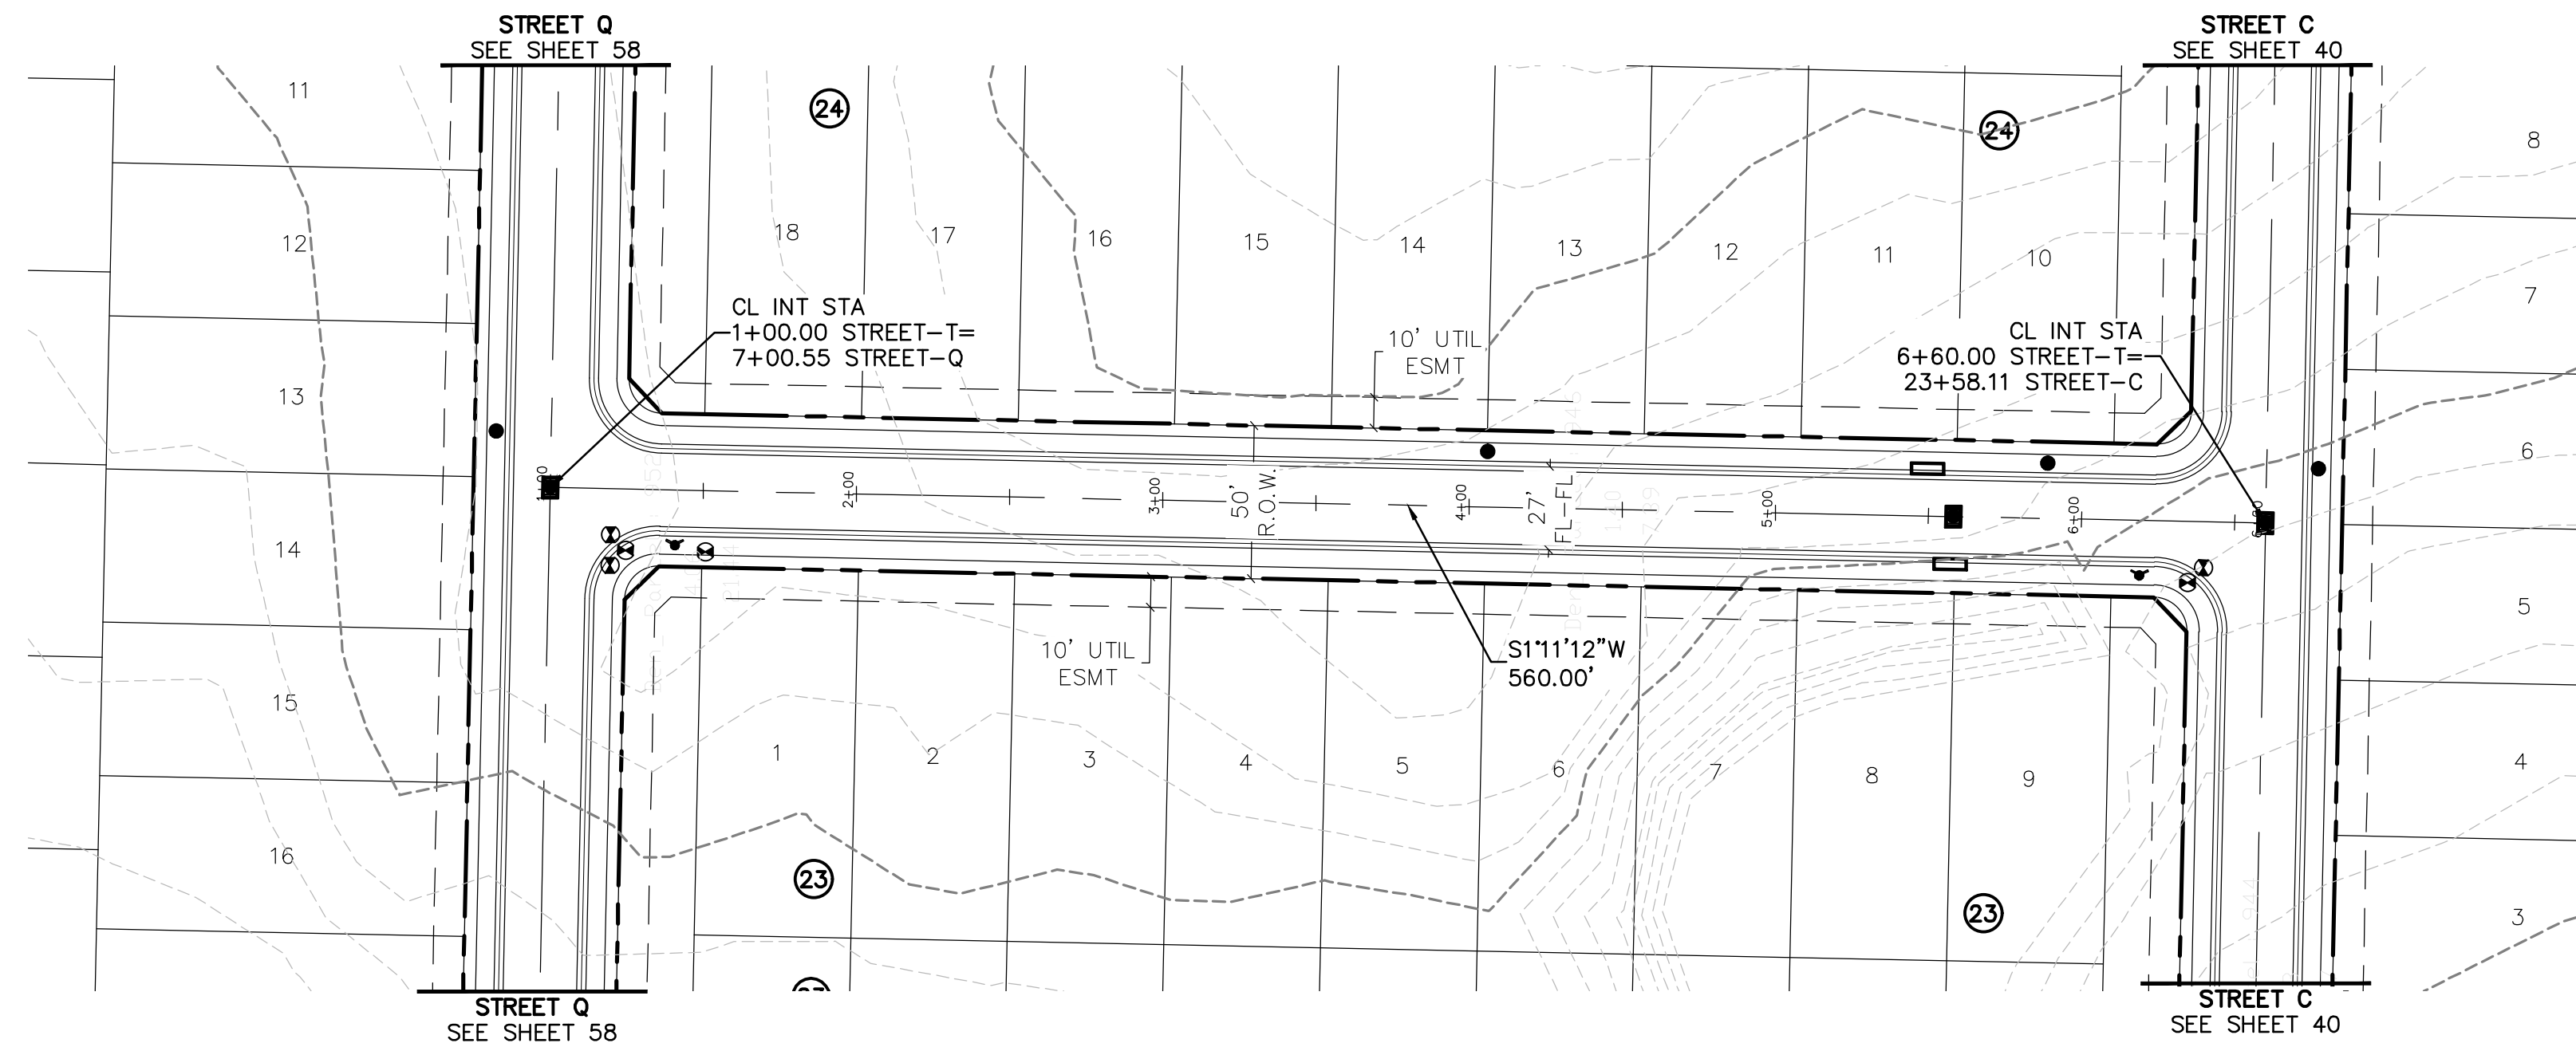 STREET Q
SEE SHEET 58
STREET C
SEE SHEET 40
11
12
13
14
15
16
24
24
18
17
16
15
14
13
12
11
10
8
7
6
5
4
3
CL INT STA
1+00.00 STREET-T=
7+00.55 STREET-Q
10' UTIL
ESMT
CL INT STA
6+60.00 STREET-T=
23+58.11 STREET-C
2+00
3+00
50'
R.O.W.
4+00
27'
FL-FL
5+00
6+00
10' UTIL
ESMT
S1°11'12"W
560.00'
1
2
3
4
5
6
7
8
9
23
23
STREET Q
SEE SHEET 58
STREET C
SEE SHEET 40